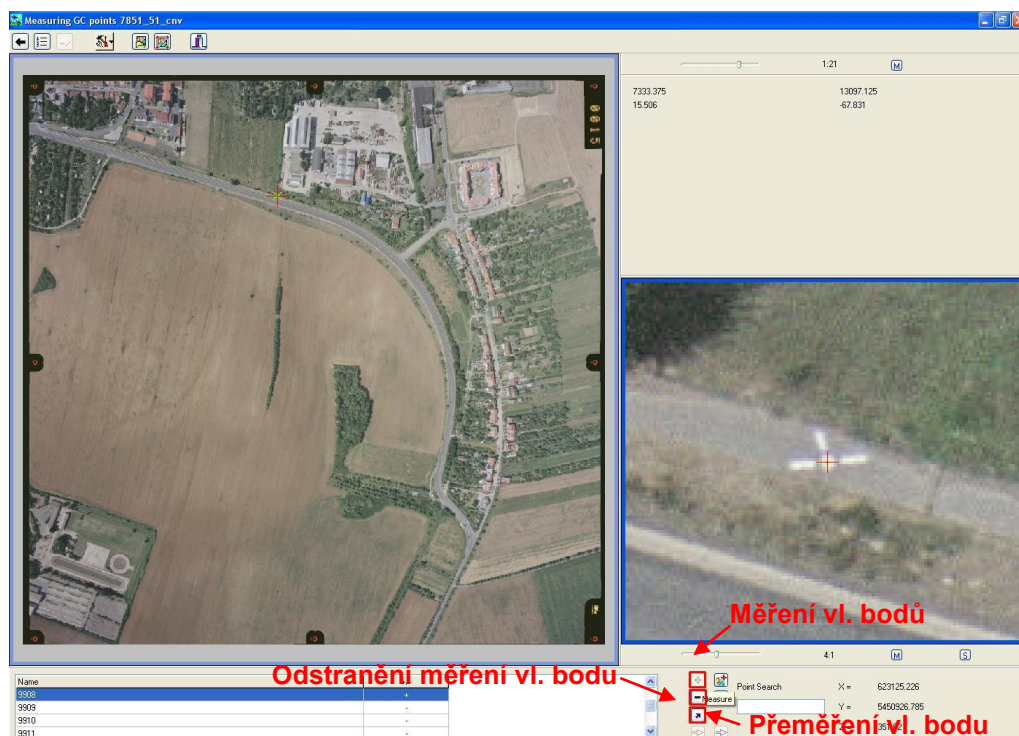 Measuring GC points 7851_51_cnv
1:21
M
7333.375 13097.125
15.506 -67.831
Měření vl. bodů
4:1
M
S
Odstranění měření vl. bodu
Name
9908 +
9909 -
9910 -
9911 -
Point Search
Measure
X = 623125.226
Y = 5450926.785
Přeměření vl. bodu